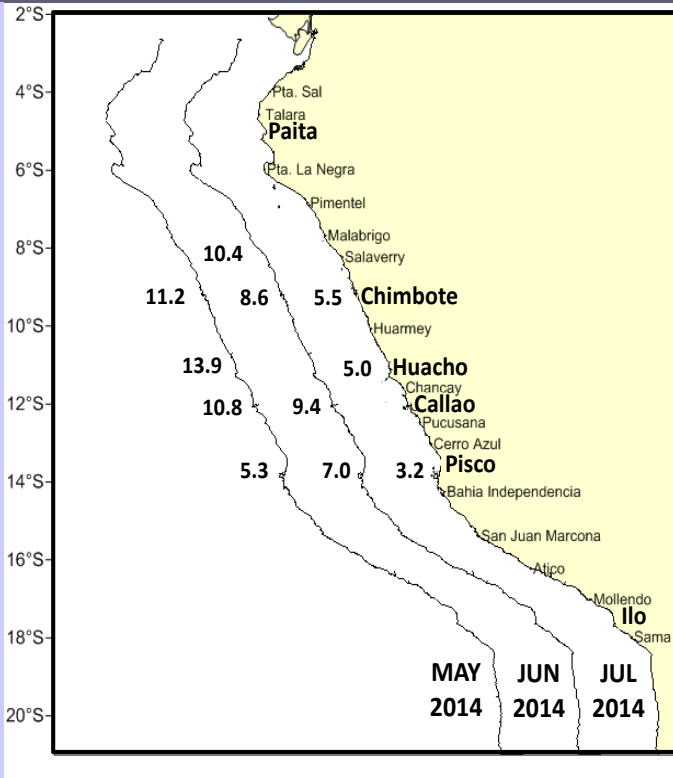 2°S
4°S
Pta. Sal
Talara
Paita
6°S
Pta. La Negra
Pimentel
Malabrigo
8°S
10.4
Salaverry
11.2
8.6
5.5
Chimbote
10°S
Huarmey
13.9
5.0
Huacho
Chancay
12°S
10.8
9.4
Callao
Pucusana
Cerro Azul
14°S
5.3
7.0
3.2
Pisco
Bahia Independencia
San Juan Marcona
16°S
Atico
Mollendo
Ilo
18°S
Sama
MAY
2014
JUN
2014
JUL
2014
20°S